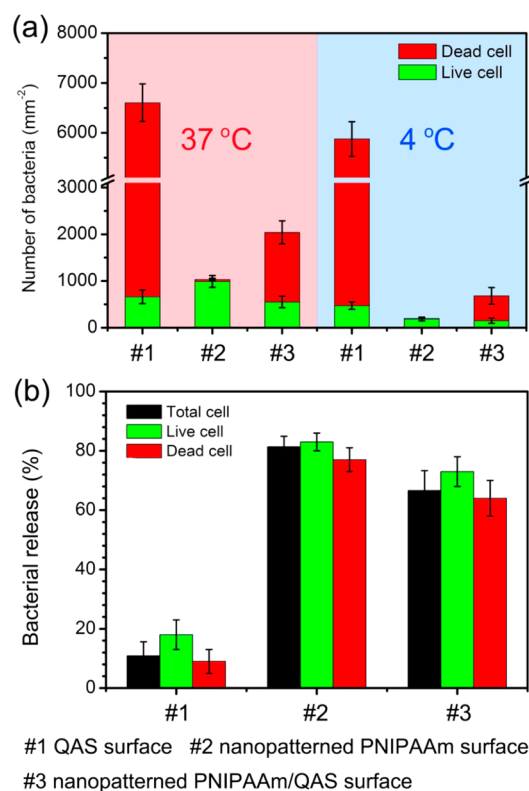 (a)
8000
7000
6000
3000
2000
1000
0
Number of bacteria (mm-2)
Dead cell
Live cell
37 oC
4 oC
#1 #2 #3 #1 #2 #3
(b)
100
80
60
40
20
0
Bacterial release (%)
Total cell
Live cell
Dead cell
#1 #2 #3
#1 QAS surface #2 nanopatterned PNIPAAm surface
#3 nanopatterned PNIPAAm/QAS surface